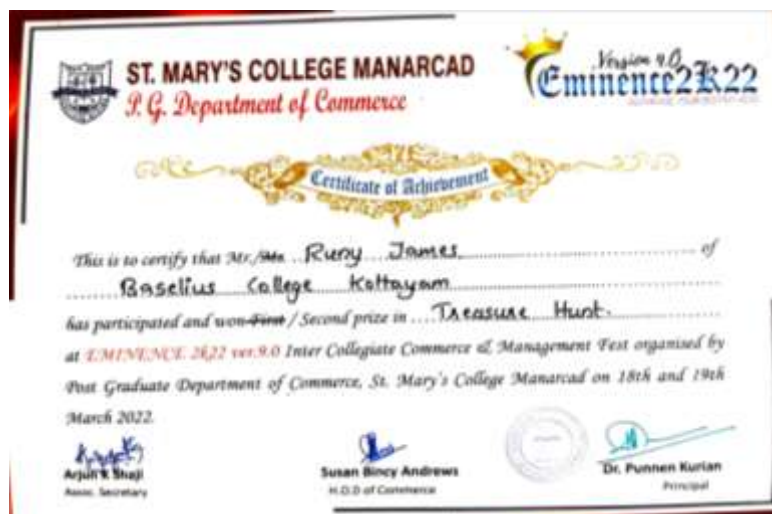 ST. MARY'S COLLEGE MANARCAD
P. G. Department of Commerce
Version 9.0
Eminence2K22
Certificate of Achievement
This is to certify that Mr./Ms. Runy James of
Baselius College Kottayam
has participated and won First / Second prize in Treasure Hunt.
at EMINENCE 2k22 ver.9.0 Inter Collegiate Commerce & Management Fest organised by
Post Graduate Department of Commerce, St. Mary's College Manarcad on 18th and 19th
March 2022.
Arjun K Shaji
Assoc. Secretary
Susan Bincy Andrews
H.O.D of Commerce
Dr. Punnen Kurian
Principal